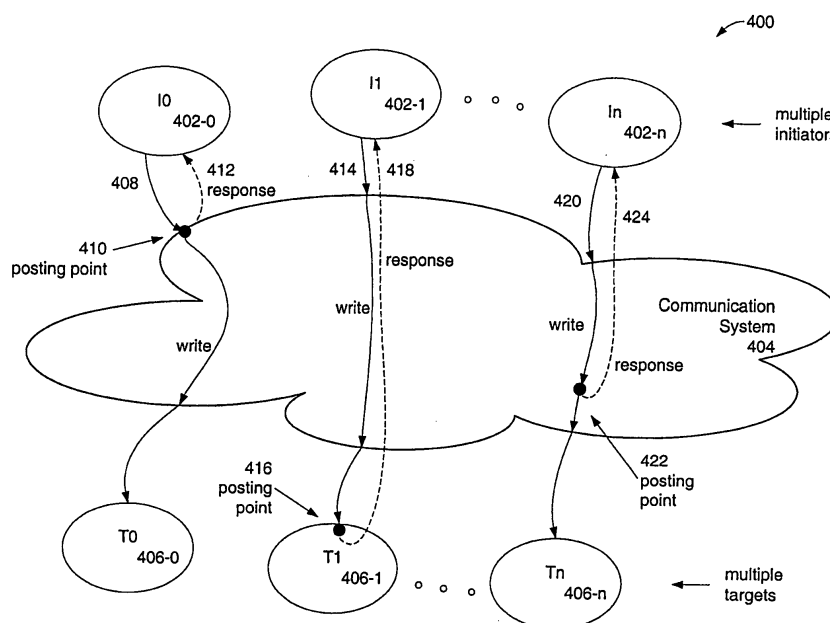 400
I0
402-0
I1
402-1
In
402-n
multiple
initiators
408
412
response
414
418
420
424
410
posting point
response
write
write
write
response
Communication
System
404
416
posting
point
422
posting
point
T0
406-0
T1
406-1
Tn
406-n
multiple
targets